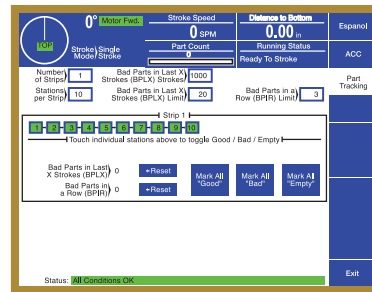 TOP
0° Motor Fwd.
Stroke Mode Single Stroke
Stroke Speed
0 SPM
Part Count
0
Distance to Bottom
0.00 in
Running Status
Ready To Stroke
Espanol
ACC
Part Tracking
Number of Strips 1
Bad Parts in Last X Strokes (BPLX) Strokes 1000
Stations per Strip 10
Bad Parts in Last X Strokes (BPLX) Limit 20
Bad Parts in a Row (BPIR) Limit 3
Strip 1
1 2 3 4 5 6 7 8 9 10
Touch individual stations above to toggle Good / Bad / Empty
Bad Parts in Last X Strokes (BPLX) 0
Reset
Bad Parts in a Row (BPIR) 0
Reset
Mark All "Good"
Mark All "Bad"
Mark All "Empty"
Status: All Conditions OK
Exit